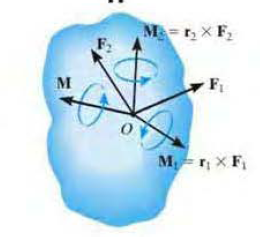 M₂ = r₂ × F₂
F₂
M
F₁
O
M₁ = r₁ × F₁